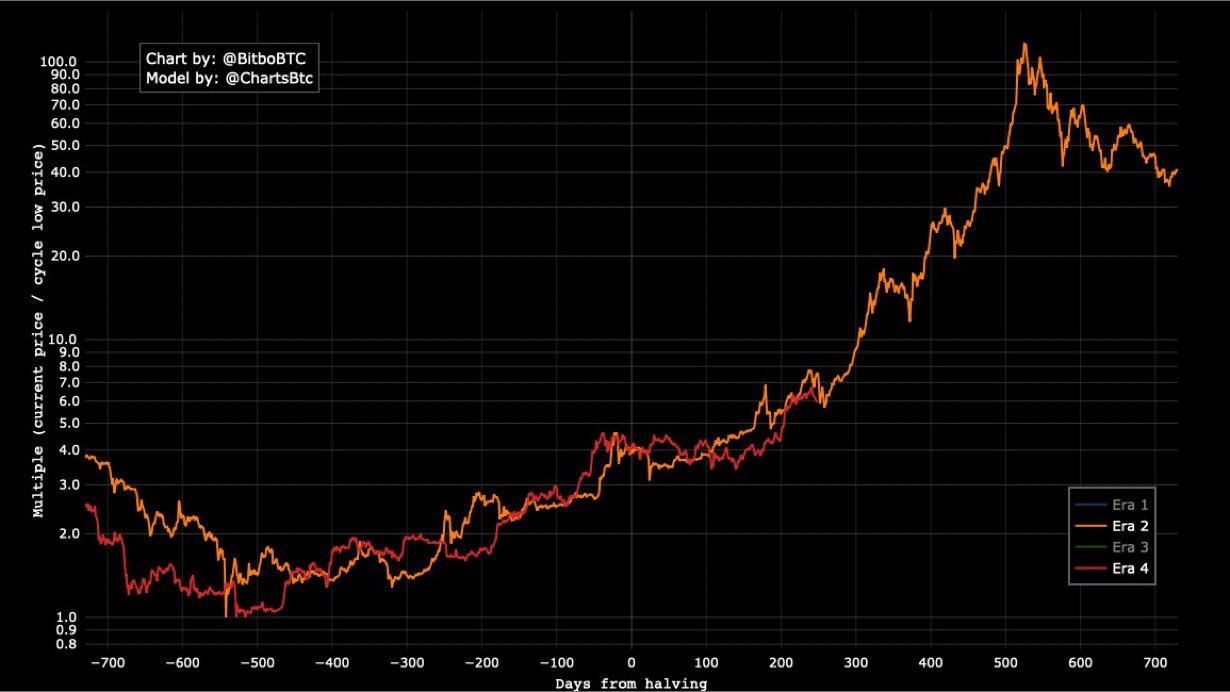 Chart by: @BitboBTC
Model by: @ChartsBtc
Multiple (current price / cycle low price)
100.0
90.0
80.0
70.0
60.0
50.0
40.0
30.0
20.0
10.0
9.0
8.0
7.0
6.0
5.0
4.0
3.0
2.0
1.0
0.9
0.8
Era 1
Era 2
Era 3
Era 4
−700 −600 −500 −400 −300 −200 −100 0 100 200 300 400 500 600 700
Days from halving